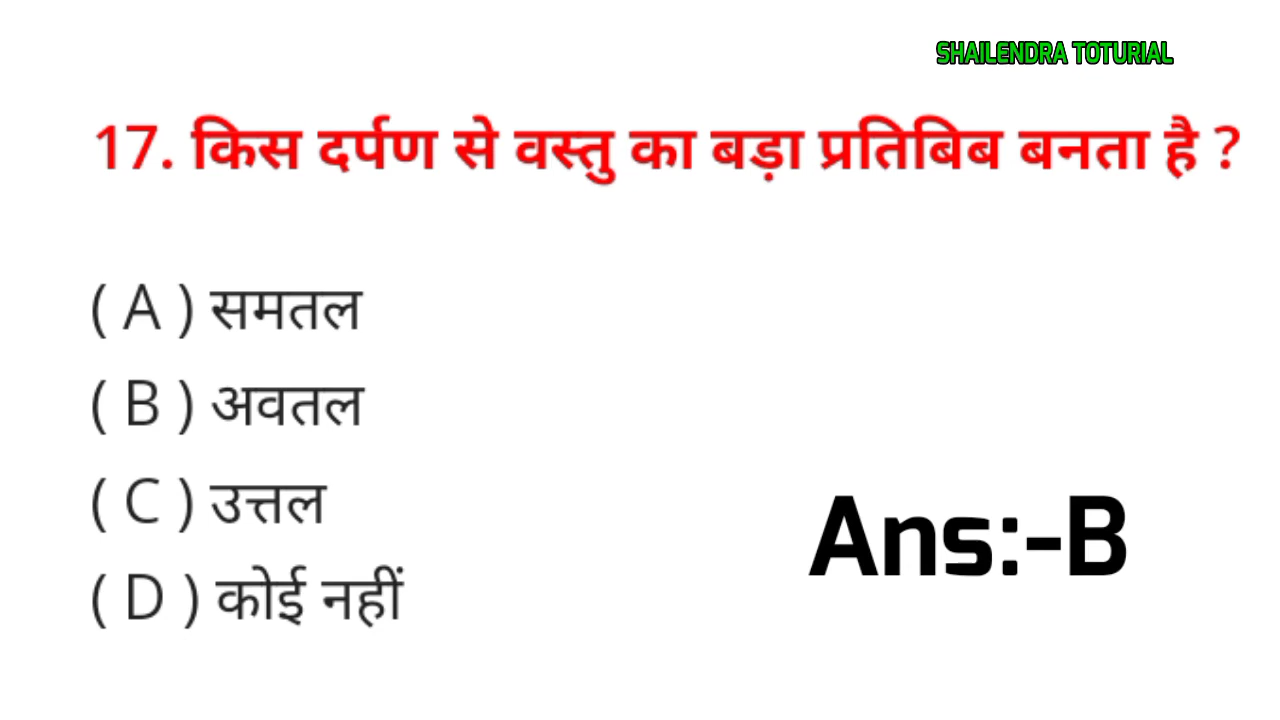 SHAILENDRA TOTURIAL
17. किस दर्पण से वस्तु का बड़ा प्रतिबिब बनता है ?
( A ) समतल
( B ) अवतल
( C ) उत्तल
( D ) कोई नहीं
Ans:-B